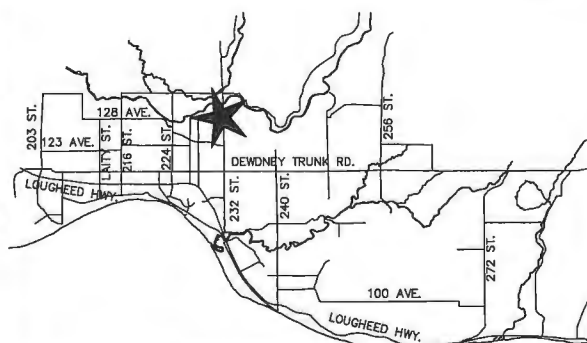 128 AVE.
203 ST.
123 AVE.
LAITY ST.
216 ST.
224 ST.
256 ST.
DEWDNEY TRUNK RD.
LOUGHEED HWY.
232 ST.
240 ST.
272 ST.
100 AVE.
LOUGHEED HWY.